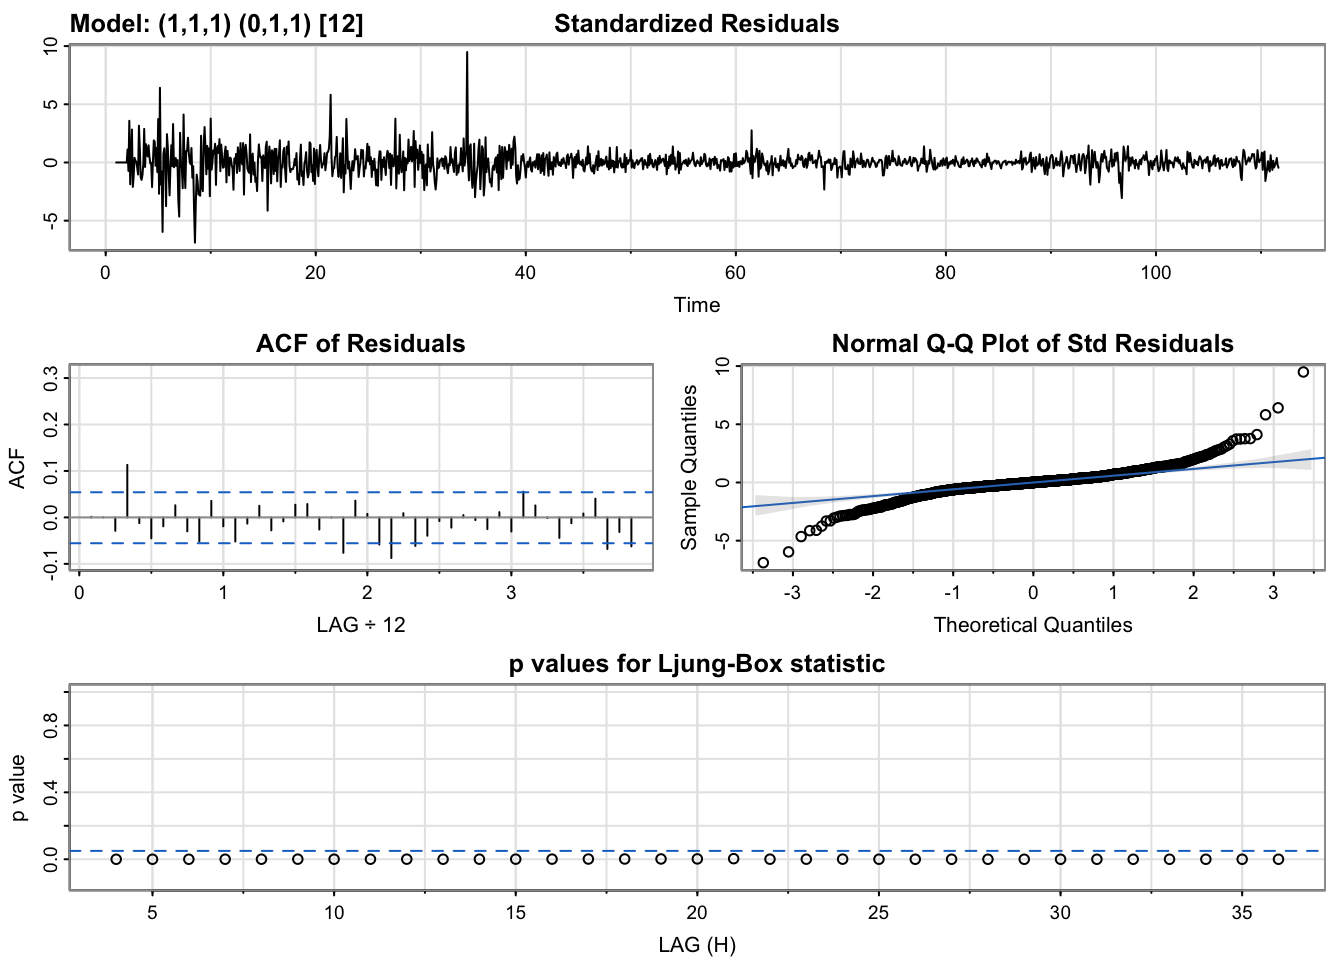 Model: (1,1,1) (0,1,1) [12]
Standardized Residuals
10
5
0
-5
0 20 40 60 80 100
Time
ACF of Residuals
ACF
0.3
0.2
0.1
0.0
-0.1
0 1 2 3
LAG ÷ 12
Normal Q-Q Plot of Std Residuals
Sample Quantiles
10
5
0
-5
-3 -2 -1 0 1 2 3
Theoretical Quantiles
p values for Ljung-Box statistic
p value
0.8
0.4
0.0
5 10 15 20 25 30 35
LAG (H)